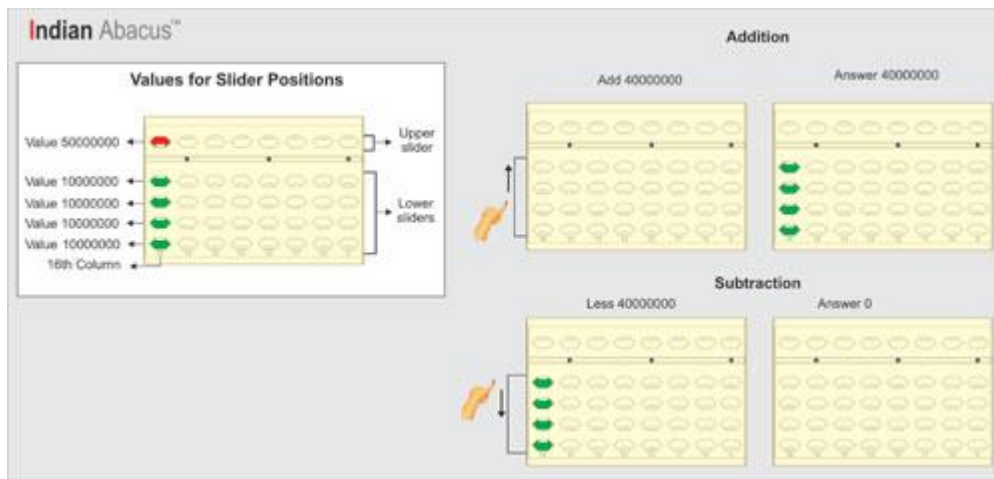 Indian Abacus™
Values for Slider Positions
Value 50000000
Upper
slider
Value 10000000
Value 10000000
Value 10000000
Value 10000000
Lower
sliders
16th Column
Addition
Add 40000000
Answer 40000000
Subtraction
Less 40000000
Answer 0